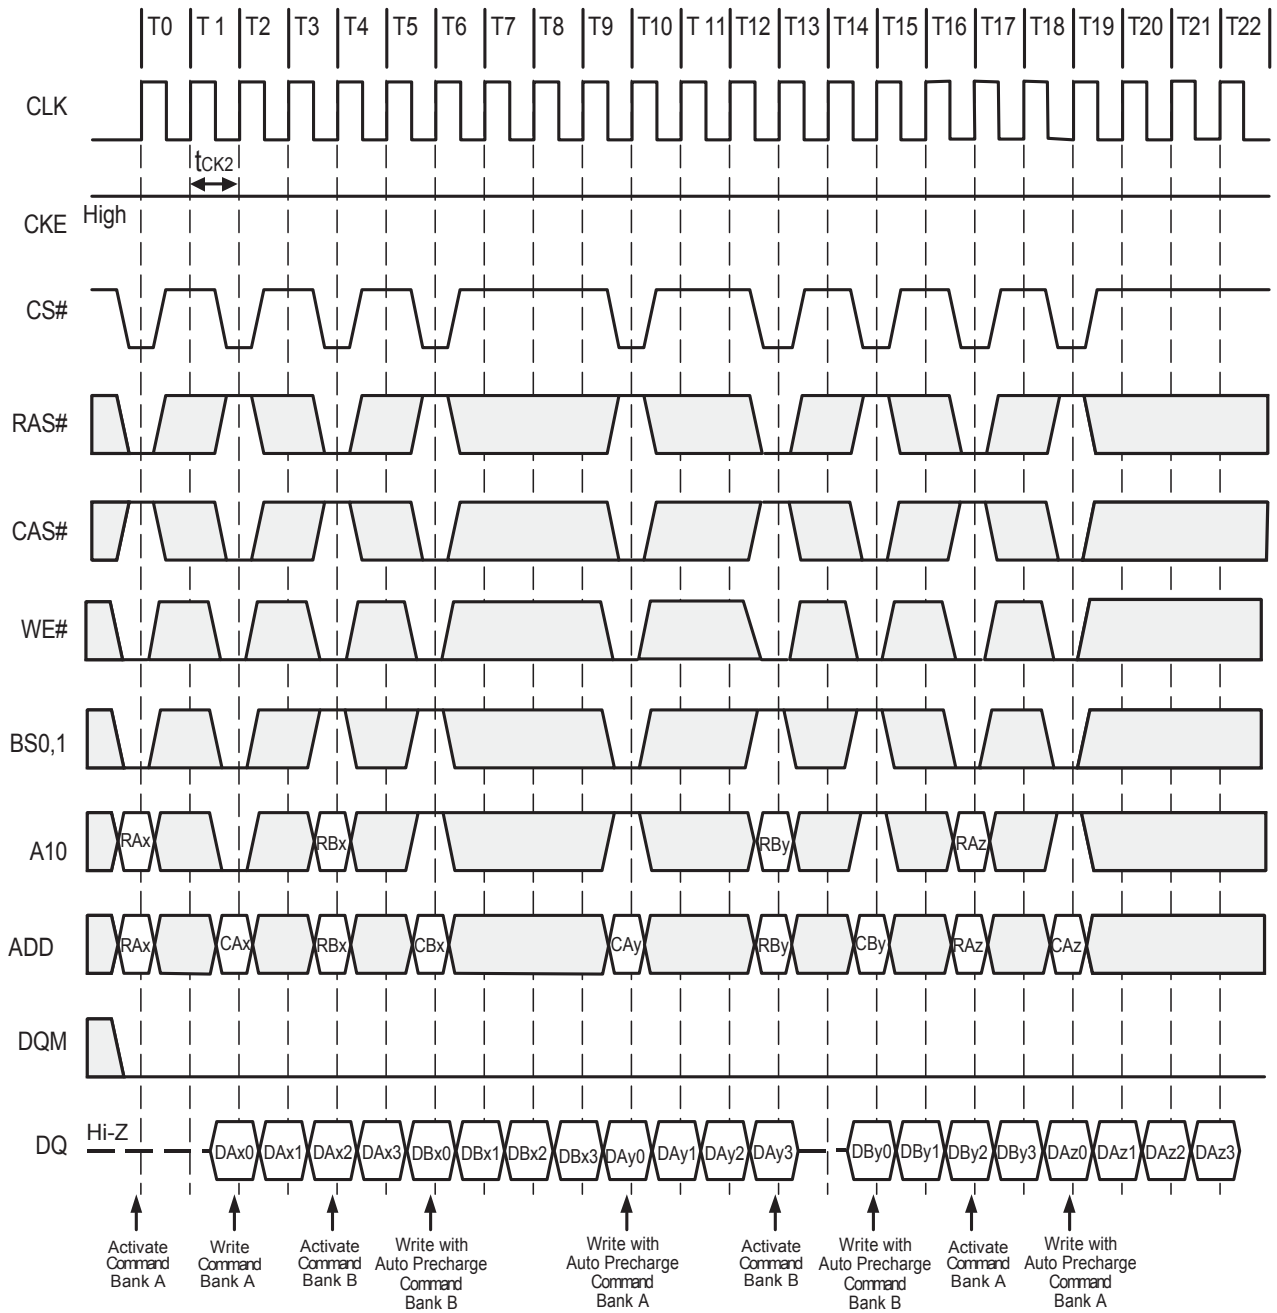 T0 T 1 T2 T3 T4 T5 T6 T7 T8 T9 T10 T 11 T12 T13 T14 T15 T16 T17 T18 T19 T20 T21 T22
CLK
tCK2
CKE High
CS#
RAS#
CAS#
WE#
BS0,1
A10 RAx RBx RBy RAz
ADD RAx CAx RBx CBx CAy RBy CBy RAz CAz
DQM
DQ Hi-Z DAx0 DAx1 DAx2 DAx3 DBx0 DBx1 DBx2 DBx3 DAy0 DAy1 DAy2 DAy3 DBy0 DBy1 DBy2 DBy3 DAz0 DAz1 DAz2 DAz3
Activate
Command
Bank A
Write
Command
Bank A
Activate
Command
Bank B
Write with
Auto Precharge
Command
Bank B
Write with
Auto Precharge
Command
Bank A
Activate
Command
Bank B
Write with
Auto Precharge
Command
Bank B
Activate
Command
Bank A
Write with
Auto Precharge
Command
Bank A